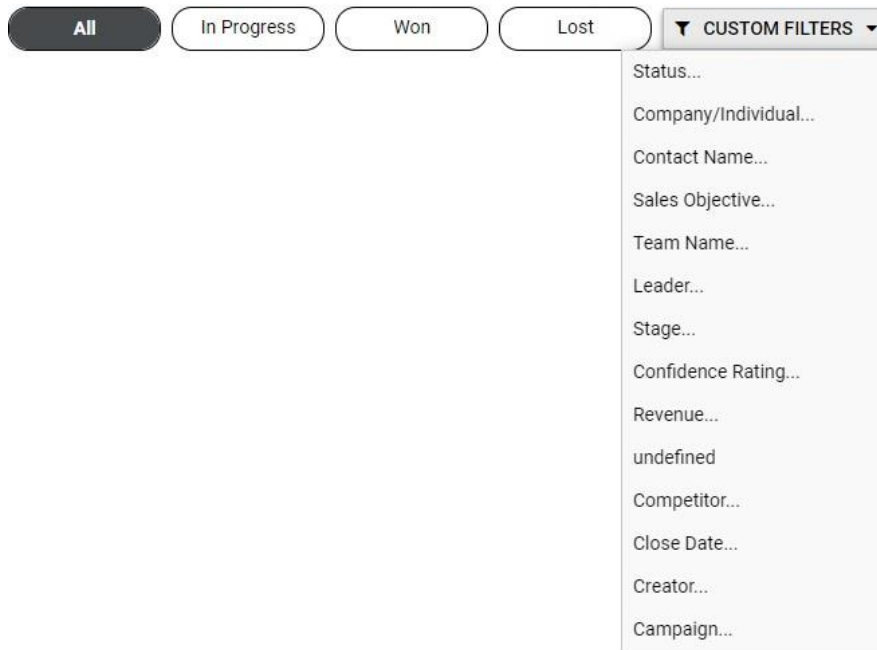 All
In Progress
Won
Lost
CUSTOM FILTERS
Status...
Company/Individual...
Contact Name...
Sales Objective...
Team Name...
Leader...
Stage...
Confidence Rating...
Revenue...
undefined
Competitor...
Close Date...
Creator...
Campaign...